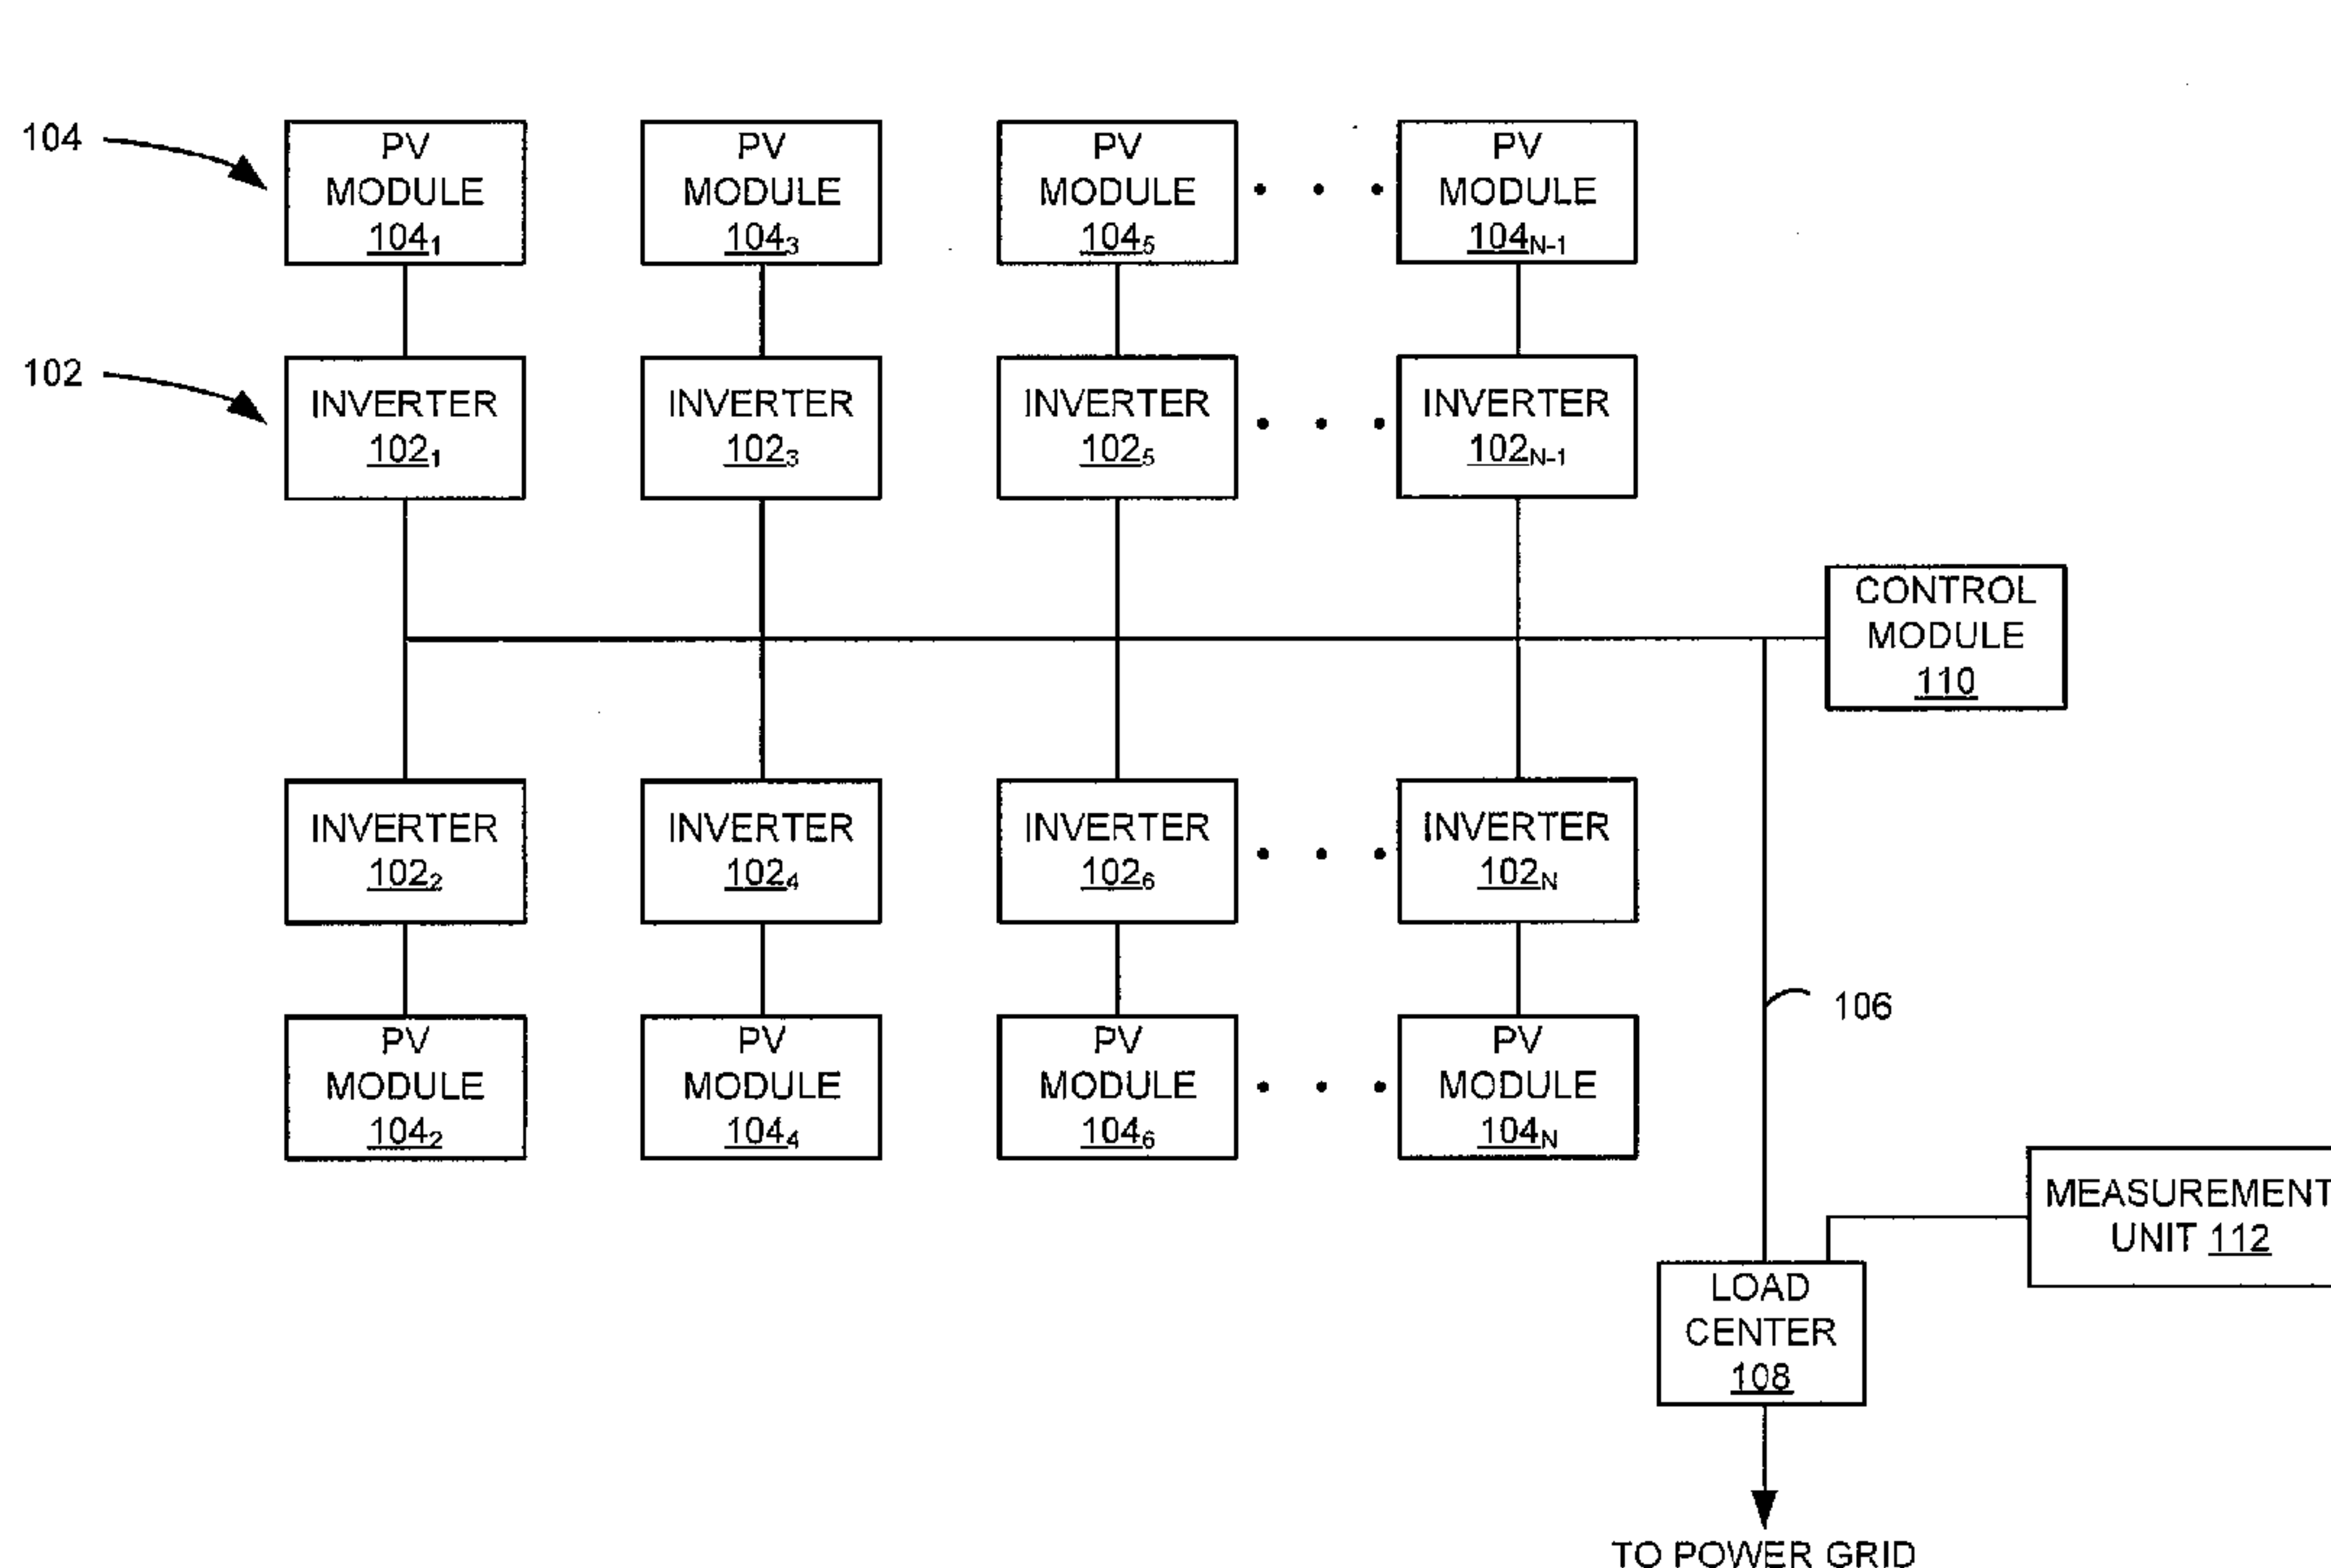 104
PV
MODULE
104₁
PV
MODULE
104₃
PV
MODULE
104₅
PV
MODULE
104N-1
102
INVERTER
102₁
INVERTER
102₃
INVERTER
102₅
INVERTER
102N-1
CONTROL
MODULE
110
INVERTER
102₂
INVERTER
102₄
INVERTER
102₆
INVERTER
102N
106
PV
MODULE
104₂
PV
MODULE
104₄
PV
MODULE
104₆
PV
MODULE
104N
MEASUREMENT
UNIT 112
LOAD
CENTER
108
TO POWER GRID